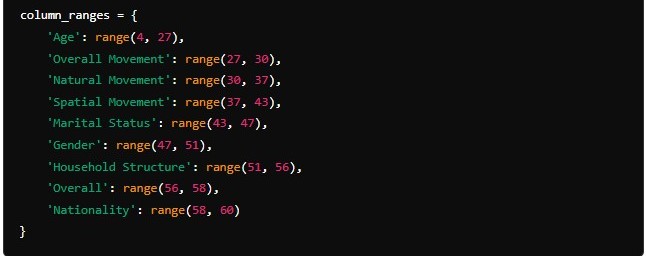 column_ranges = {
    'Age': range(4, 27),
    'Overall Movement': range(27, 30),
    'Natural Movement': range(30, 37),
    'Spatial Movement': range(37, 43),
    'Marital Status': range(43, 47),
    'Gender': range(47, 51),
    'Household Structure': range(51, 56),
    'Overall': range(56, 58),
    'Nationality': range(58, 60)
}